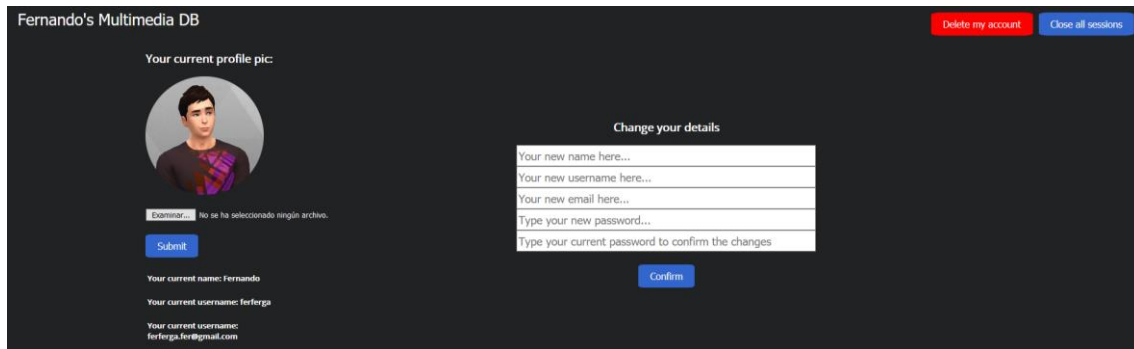 Fernando's Multimedia DB
Delete my account
Close all sessions
Your current profile pic:
Examinar... No se ha seleccionado ningún archivo.
Submit
Your current name: Fernando
Your current username: ferferga
Your current username:
ferferga.fer@gmail.com
Change your details
Your new name here...
Your new username here...
Your new email here...
Type your new password...
Type your current password to confirm the changes
Confirm